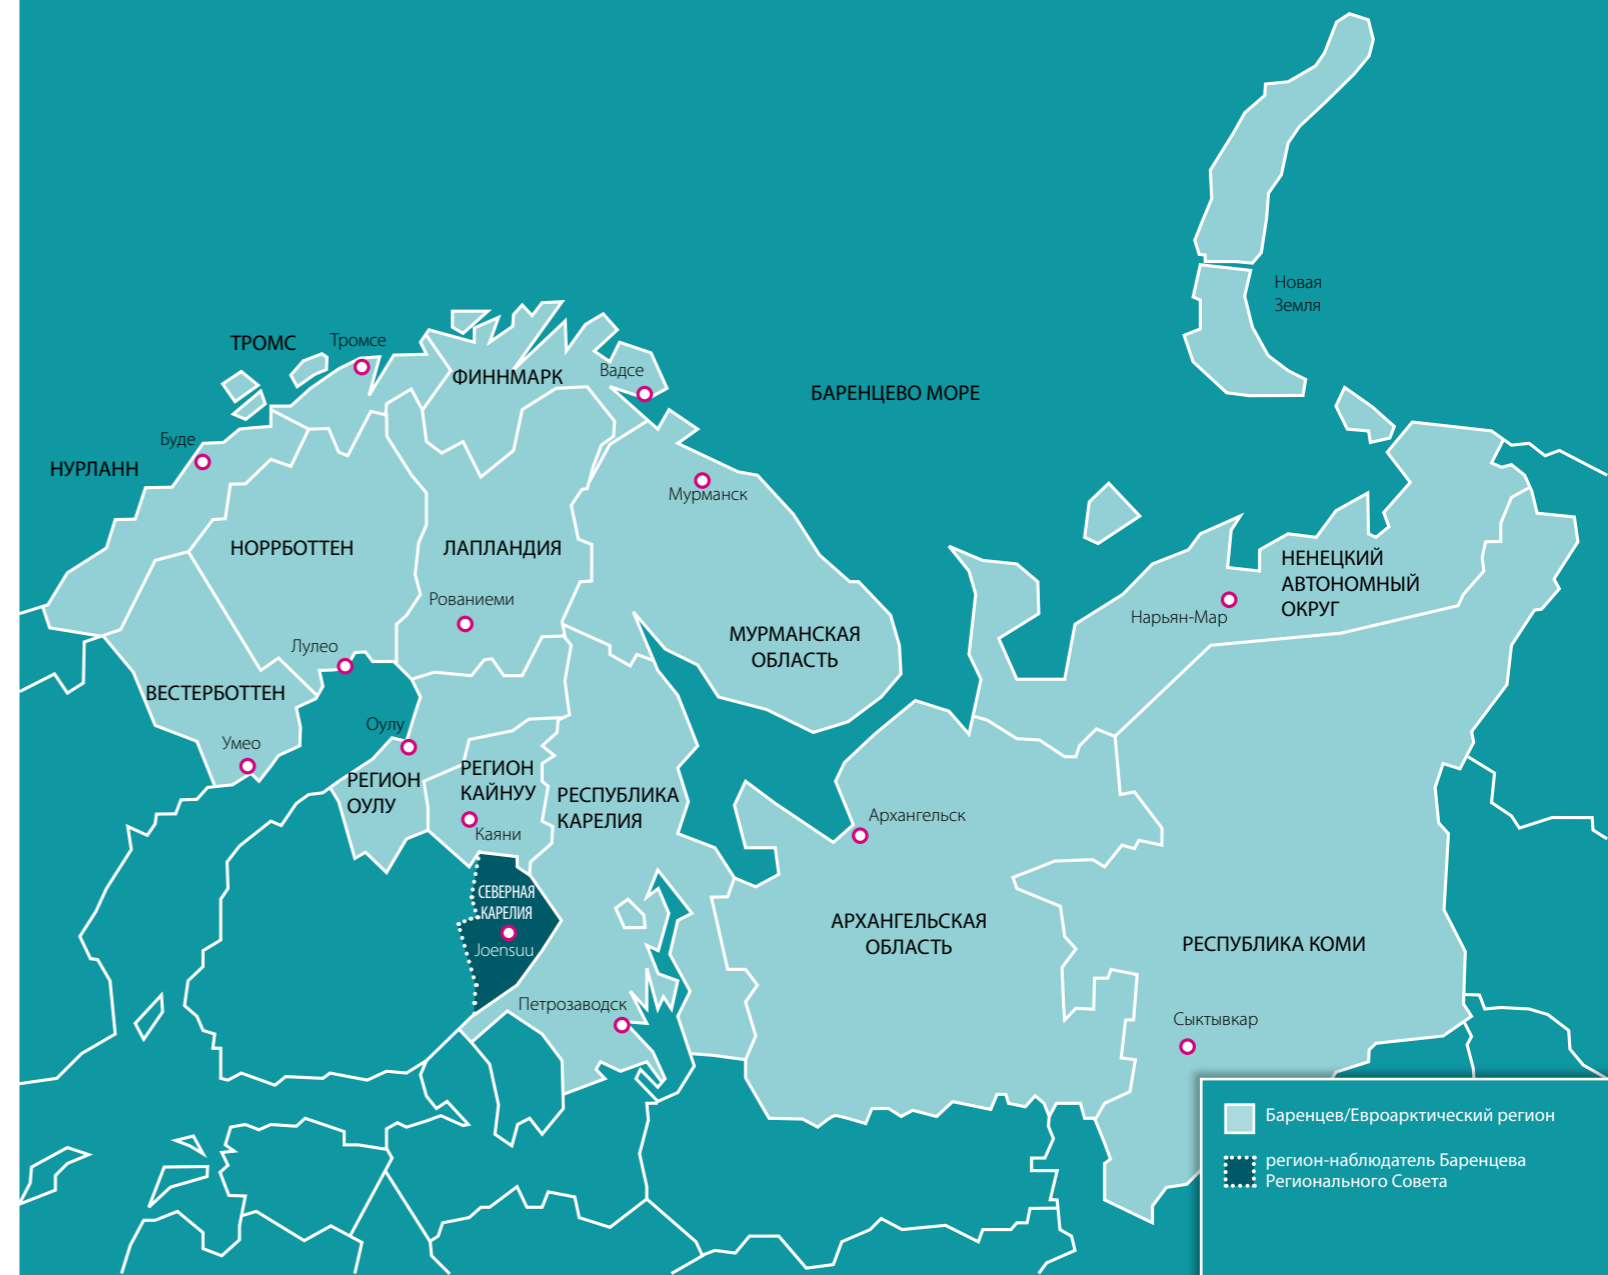 Новая
Земля
ТРОМС
Тромсе
ФИННМАРК
Вадсе
БАРЕНЦЕВО МОРЕ
Буде
НУРЛАНН
Мурманск
НОРРБОТТЕН
ЛАПЛАНДИЯ
НЕНЕЦКИЙ
АВТОНОМНЫЙ
ОКРУГ
Рованиеми
Нарьян-Мар
Лулео
МУРМАНСКАЯ
ОБЛАСТЬ
ВЕСТЕРБОТТЕН
Оулу
Умео
РЕГИОН
ОУЛУ
РЕГИОН
КАЙНУУ
РЕСПУБЛИКА
КАРЕЛИЯ
Каяни
Архангельск
СЕВЕРНАЯ
КАРЕЛИЯ
Joensuu
АРХАНГЕЛЬСКАЯ
ОБЛАСТЬ
РЕСПУБЛИКА КОМИ
Петрозаводск
Сыктывкар
Баренцев/Евроарктический регион
регион-наблюдатель Баренцева
Регионального Совета